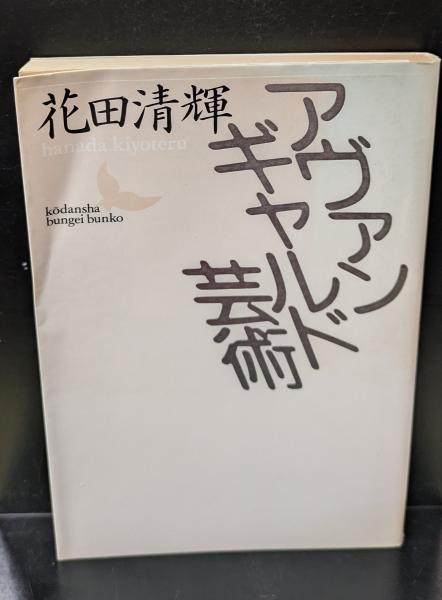 花田清輝
hanada kiyoteru
kōdansha
bungei bunko
アヴァン
ギャルド
芸術